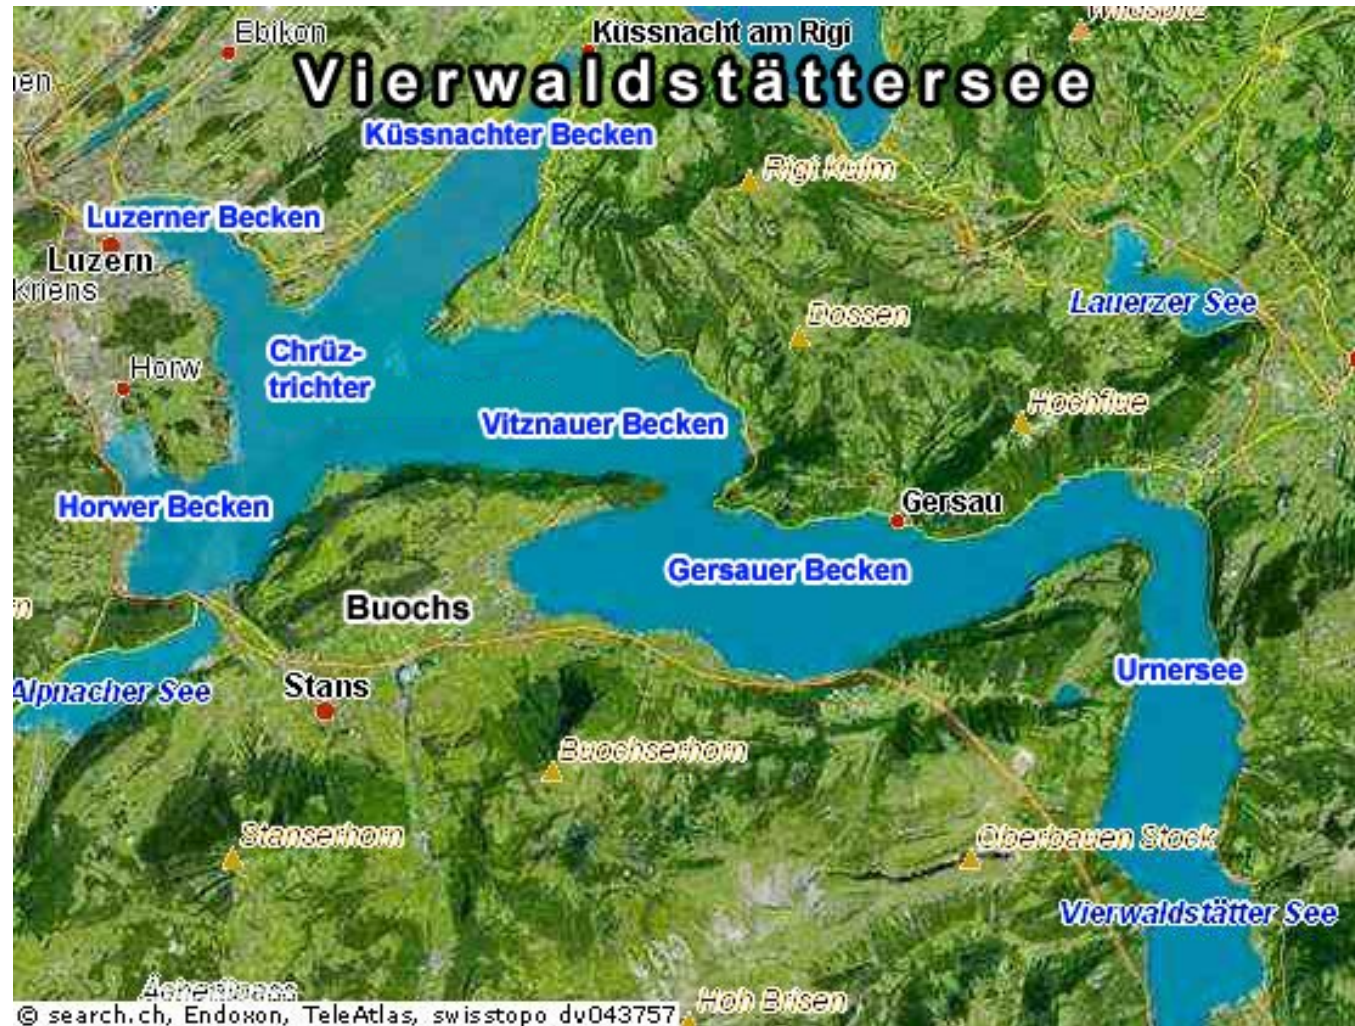 Wildspitz
Ebikon
Küssnacht am Rigi
Vierwaldstättersee
Küssnachter Becken
Rigi Kulm
Luzerner Becken
Luzern
Kriens
Lauerzer See
Dossen
Chrüz-
trichter
Horw
Hochflue
Vitznauer Becken
Horwer Becken
Gersau
Gersauer Becken
Buochs
Urnersee
Alpnacher See
Stans
Buochserhorn
Stanserhorn
Oberbauen Stock
Vierwaldstätter See
Hoh Brisen
© search.ch, Endoxon, TeleAtlas, swisstopo dv043757